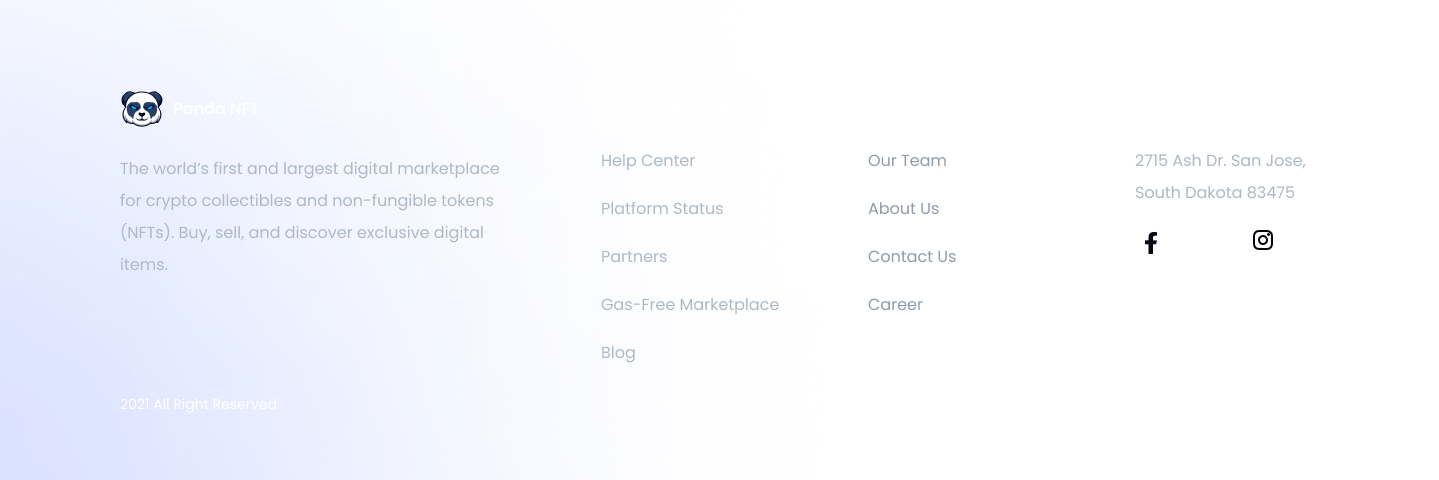 Panda NFT
The world’s first and largest digital marketplace
for crypto collectibles and non-fungible tokens
(NFTs). Buy, sell, and discover exclusive digital
items.
2021 All Right Reserved
Help Center
Platform Status
Partners
Gas-Free Marketplace
Blog
Our Team
About Us
Contact Us
Career
2715 Ash Dr. San Jose,
South Dakota 83475